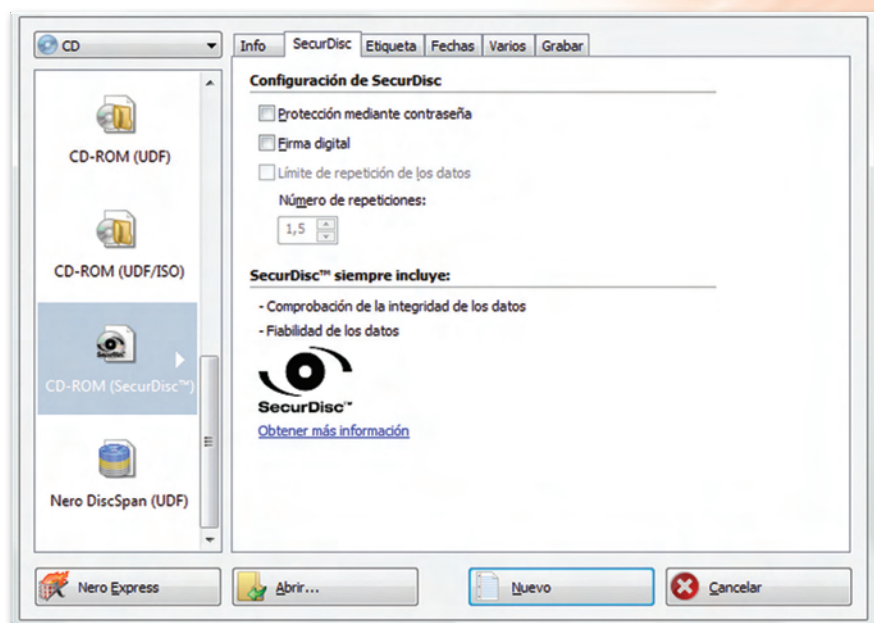 CD
Info
SecurDisc
Etiqueta
Fechas
Varios
Grabar
CD-ROM (UDF)
CD-ROM (UDF/ISO)
SecurDisc
CD-ROM (SecurDisc™)
Nero DiscSpan (UDF)
Configuración de SecurDisc
Protección mediante contraseña
Firma digital
Límite de repetición de los datos
Número de repeticiones:
1,5
SecurDisc™ siempre incluye:
- Comprobación de la integridad de los datos
- Fiabilidad de los datos
SecurDisc™
Obtener más información
Nero Express
Abrir...
Nuevo
Cancelar